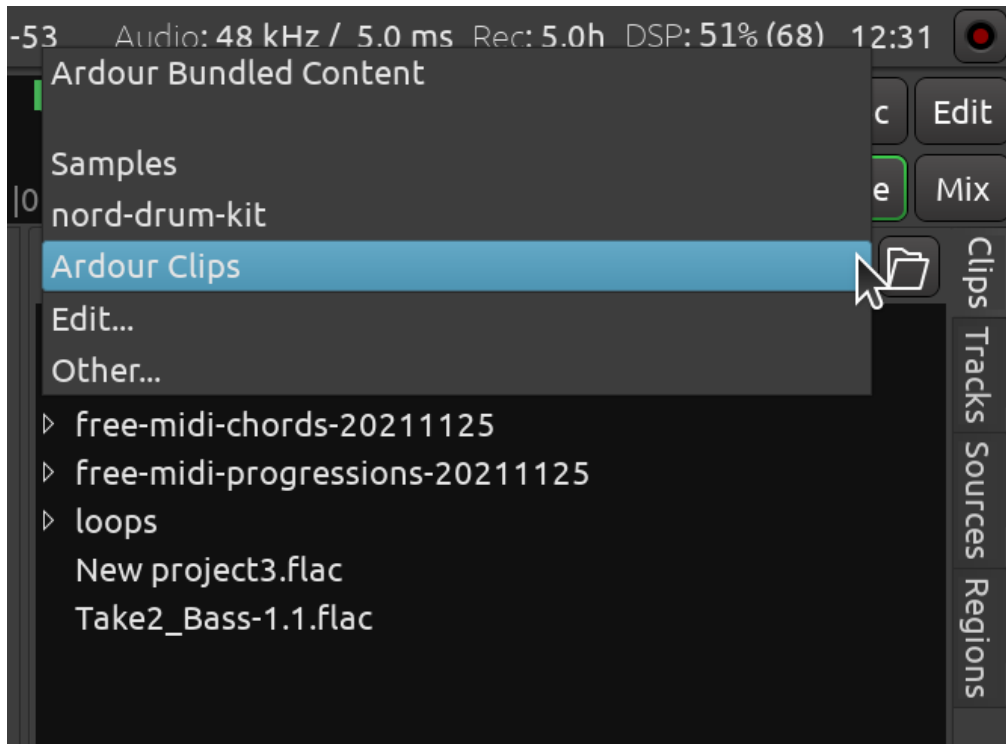 -53 Audio: 48 kHz / 5.0 ms Rec: 5.0h DSP: 51% (68) 12:31
Ardour Bundled Content
c Edit
Samples
|0 nord-drum-kit e Mix
Ardour Clips
Edit...
Other...
free-midi-chords-20211125
free-midi-progressions-20211125
loops
New project3.flac
Take2_Bass-1.1.flac
Clips
Tracks
Sources
Regions